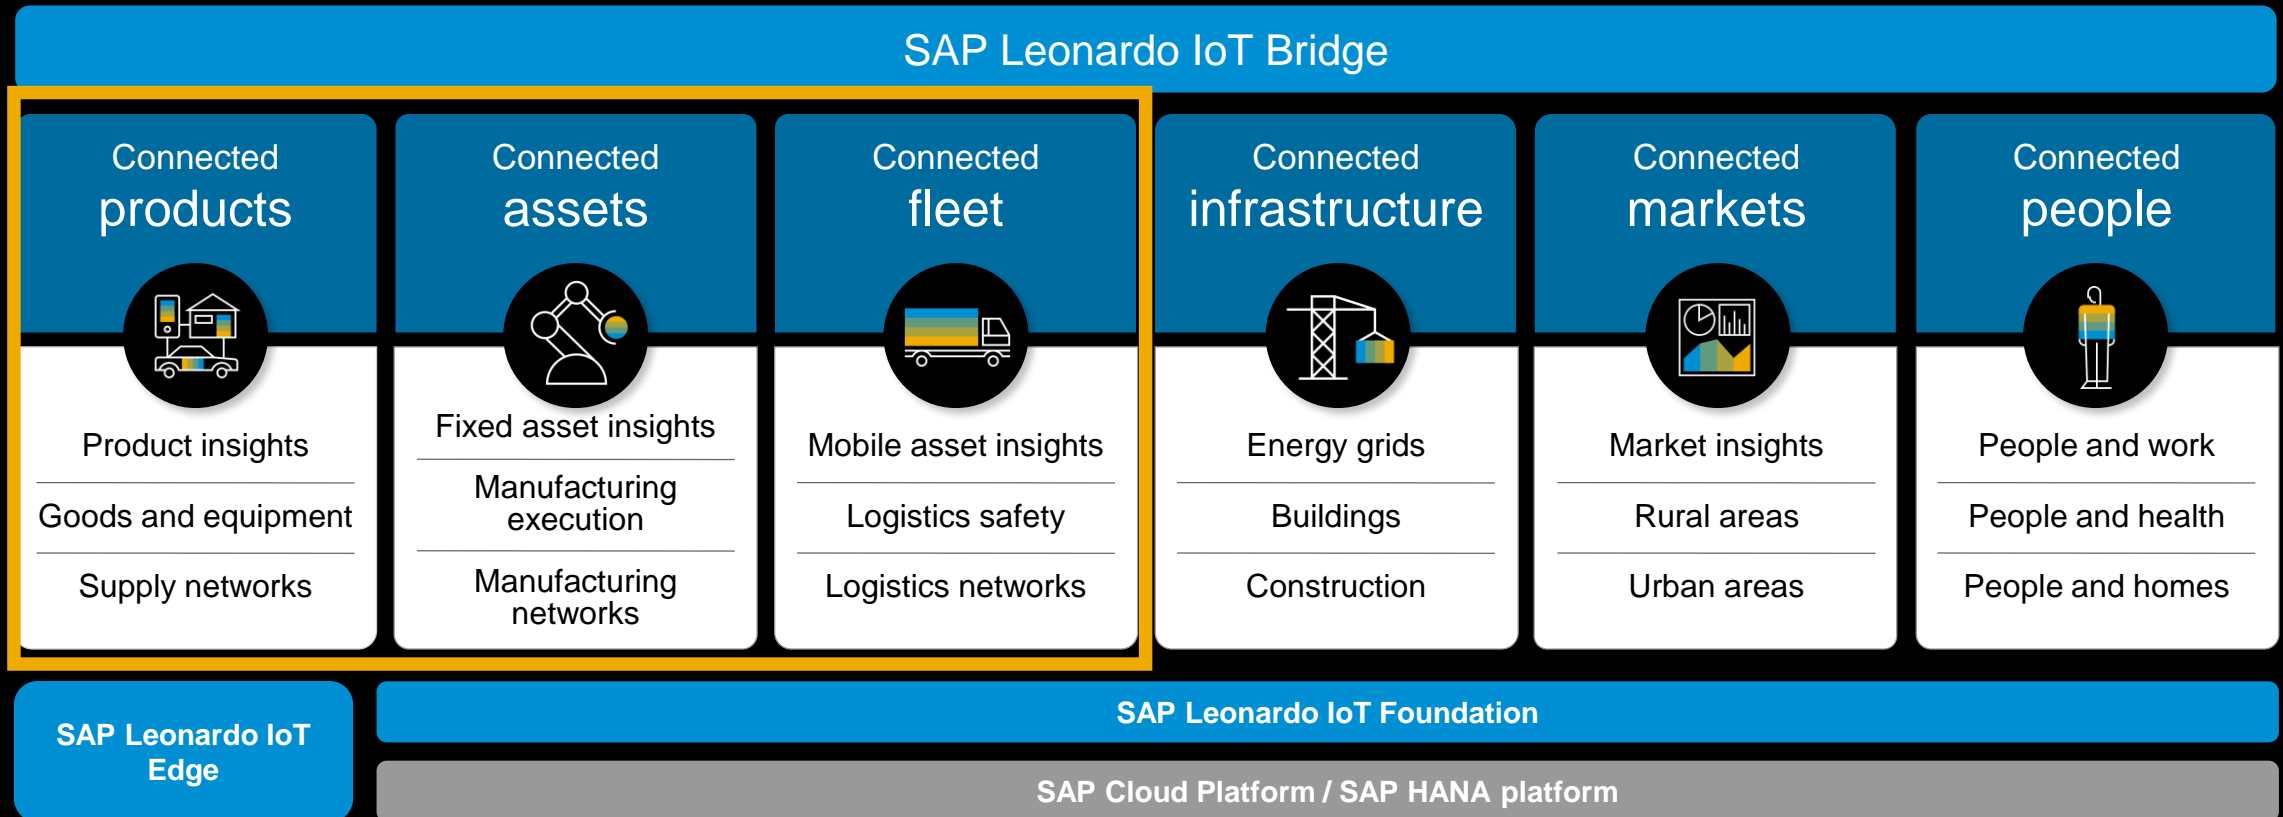 SAP Leonardo IoT Bridge
Connected
products
Product insights
Goods and equipment
Supply networks
Connected
assets
Fixed asset insights
Manufacturing
execution
Manufacturing
networks
Connected
fleet
Mobile asset insights
Logistics safety
Logistics networks
Connected
infrastructure
Energy grids
Buildings
Construction
Connected
markets
Market insights
Rural areas
Urban areas
Connected
people
People and work
People and health
People and homes
SAP Leonardo IoT
Edge
SAP Leonardo IoT Foundation
SAP Cloud Platform / SAP HANA platform